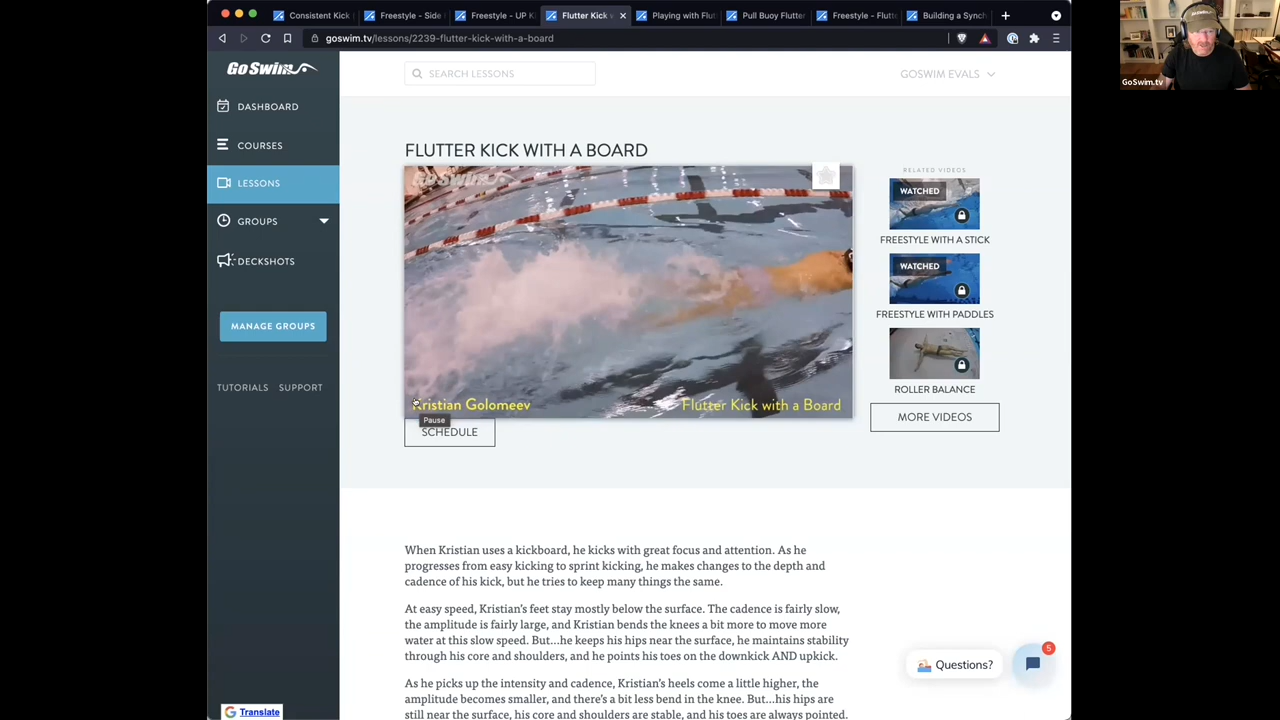 Consistent Kick
Freestyle - Side
Freestyle - UP Ki
Flutter Kick w
Playing with Flut
Pull Buoy Flutter
Freestyle - Flutte
Building a Synch
goswim.tv/lessons/2239-flutter-kick-with-a-board
GoSwim.tv
GoSwim
SEARCH LESSONS
GOSWIM EVALS
DASHBOARD
COURSES
LESSONS
GROUPS
DECKSHOTS
MANAGE GROUPS
TUTORIALS SUPPORT
FLUTTER KICK WITH A BOARD
GoSwim
Kristian Golomeev
Flutter Kick with a Board
Pause
SCHEDULE
RELATED VIDEOS
WATCHED
FREESTYLE WITH A STICK
WATCHED
FREESTYLE WITH PADDLES
ROLLER BALANCE
MORE VIDEOS
When Kristian uses a kickboard, he kicks with great focus and attention. As he
progresses from easy kicking to sprint kicking, he makes changes to the depth and
cadence of his kick, but he tries to keep many things the same.
At easy speed, Kristian's feet stay mostly below the surface. The cadence is fairly slow,
the amplitude is fairly large, and Kristian bends the knees a bit more to move more
water at this slow speed. But...he keeps his hips near the surface, he maintains stability
through his core and shoulders, and he points his toes on the downkick AND upkick.
As he picks up the intensity and cadence, Kristian's heels come a little higher, the
amplitude becomes smaller, and there's a bit less bend in the knee. But...his hips are
still near the surface, his core and shoulders are stable, and his toes are always pointed.
Questions?
5
Translate